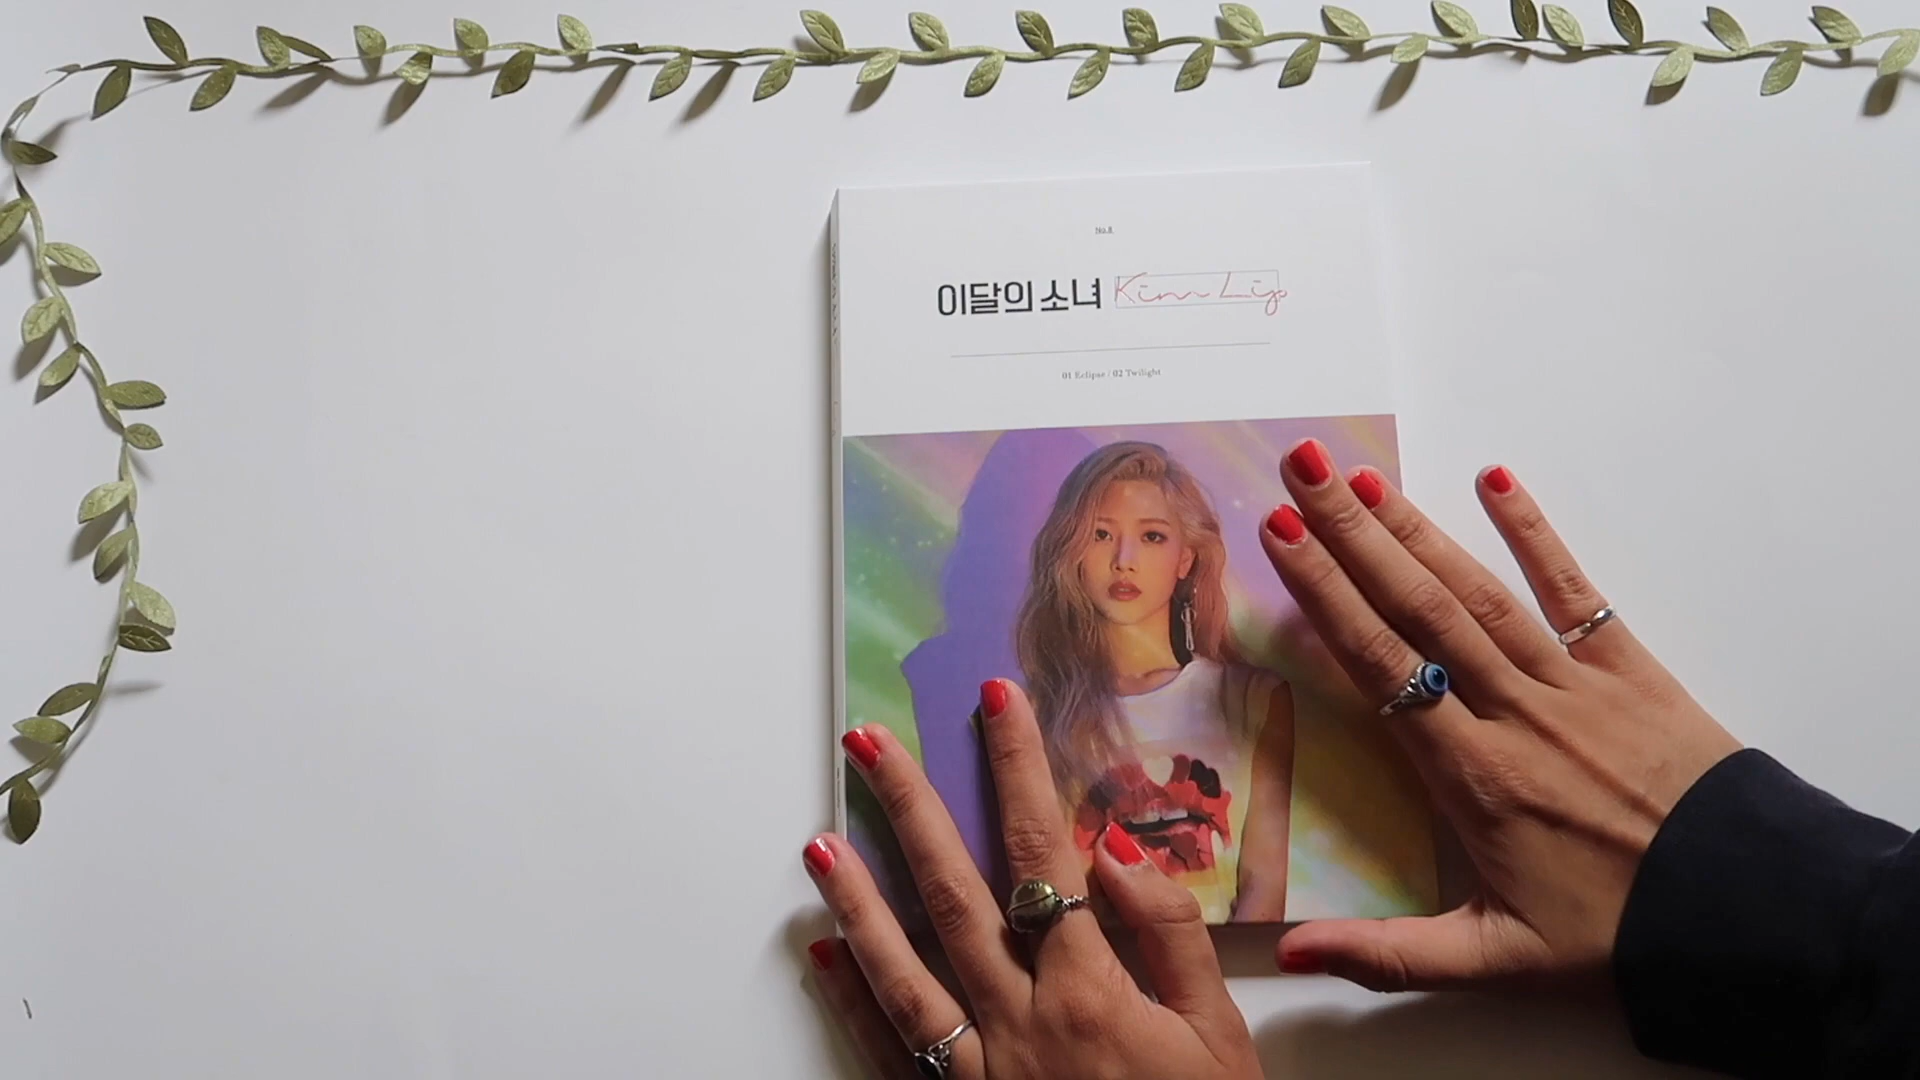 No.8.
이달의 소녀 Kim Lip
01 Eclipse | 02 Twilight